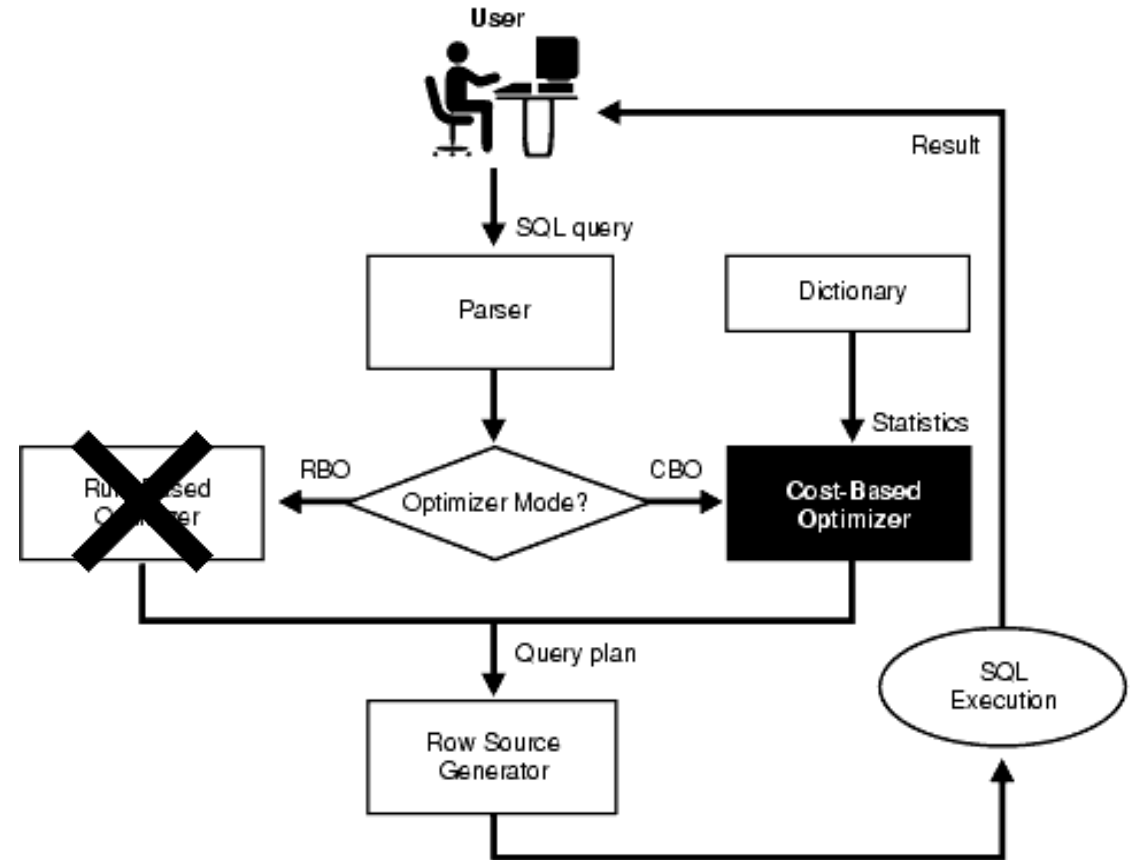 User
Result
SQL query
Parser
Dictionary
Statistics
RBO
Optimizer Mode?
CBO
Cost-Based
Optimizer
Query plan
SQL
Execution
Row Source
Generator